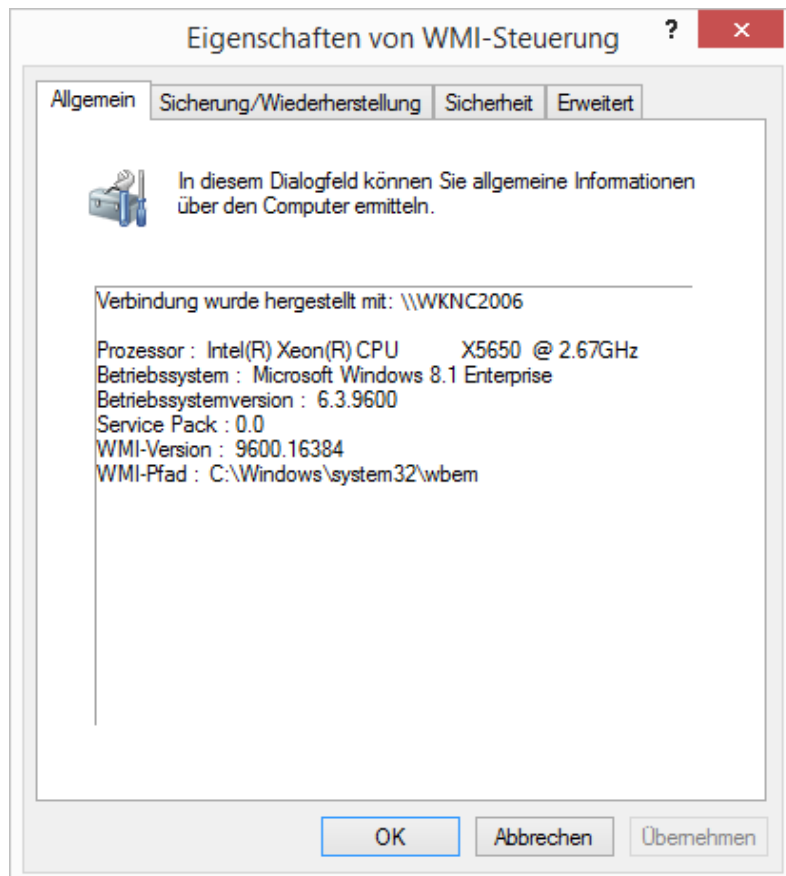 Eigenschaften von WMI-Steuerung ? ×
Allgemein Sicherung/Wiederherstellung Sicherheit Erweitert
In diesem Dialogfeld können Sie allgemeine Informationen
über den Computer ermitteln.
Verbindung wurde hergestellt mit: \\WKNC2006
Prozessor : Intel(R) Xeon(R) CPU X5650 @ 2.67GHz
Betriebssystem : Microsoft Windows 8.1 Enterprise
Betriebssystemversion : 6.3.9600
Service Pack : 0.0
WMI-Version : 9600.16384
WMI-Pfad : C:\Windows\system32\wbem
OK Abbrechen Übernehmen